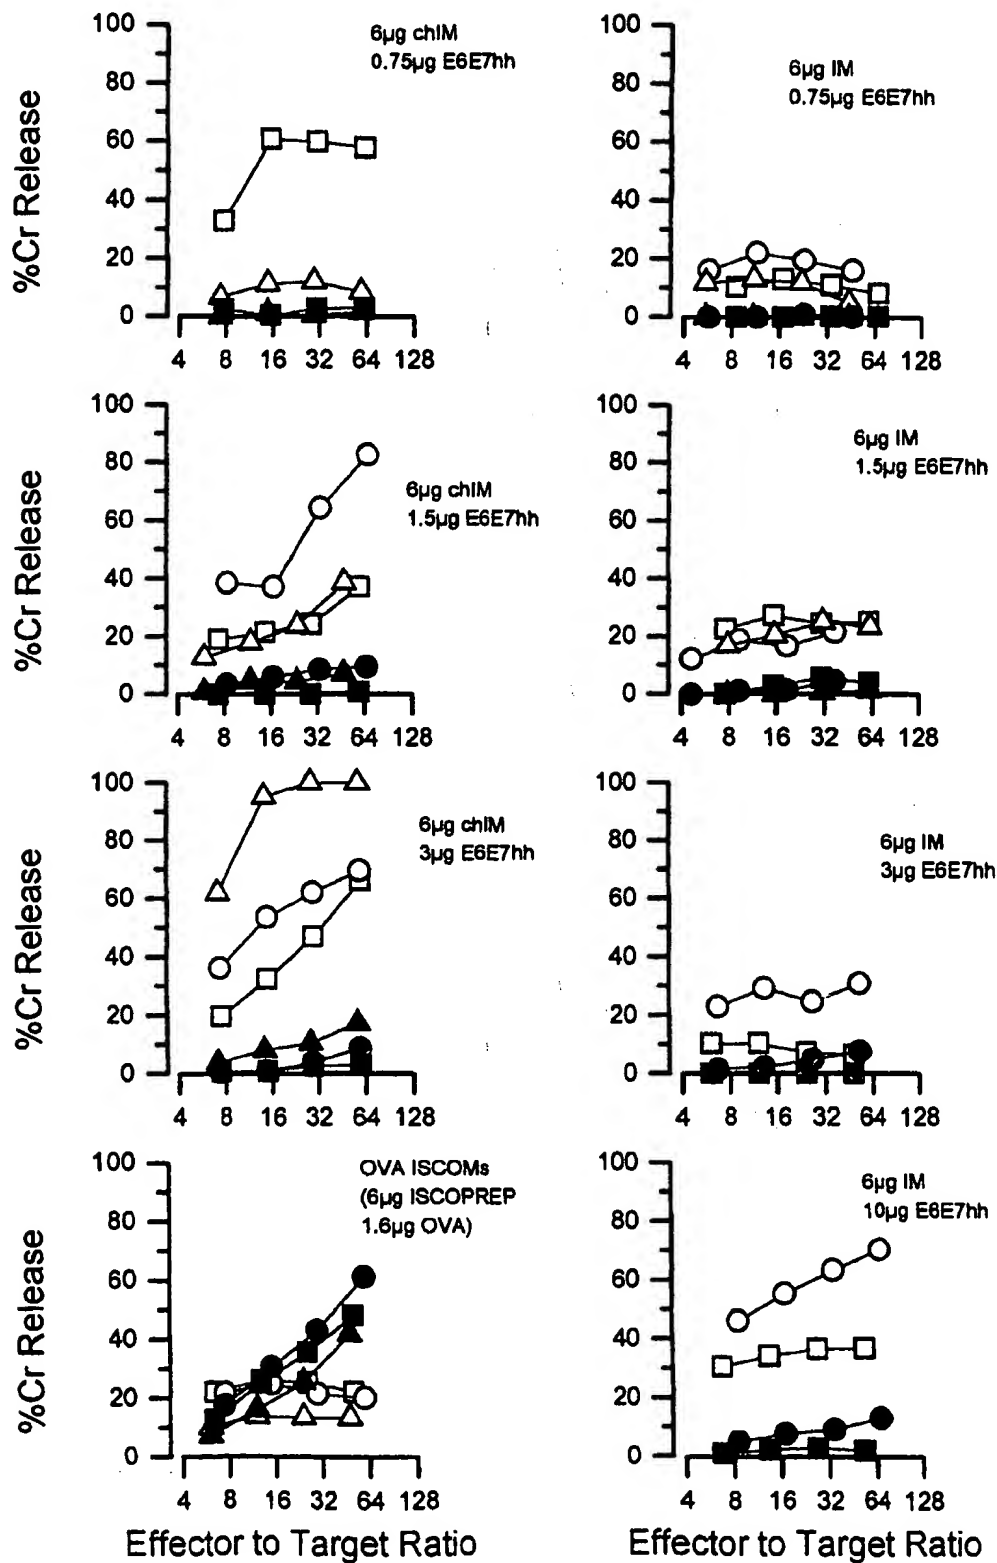 6µg chIM
0.75µg E6E7hh
%Cr Release
100
80
60
40
20
0
4 8 16 32 64 128
6µg IM
0.75µg E6E7hh
100
80
60
40
20
0
4 8 16 32 64 128
6µg chIM
1.5µg E6E7hh
%Cr Release
100
80
60
40
20
0
4 8 16 32 64 128
6µg IM
1.5µg E6E7hh
100
80
60
40
20
0
4 8 16 32 64 128
6µg chIM
3µg E6E7hh
%Cr Release
100
80
60
40
20
0
4 8 16 32 64 128
6µg IM
3µg E6E7hh
100
80
60
40
20
0
4 8 16 32 64 128
OVA ISCOMs
(6µg ISCOPREP
1.6µg OVA)
%Cr Release
100
80
60
40
20
0
4 8 16 32 64 128
Effector to Target Ratio
6µg IM
10µg E6E7hh
100
80
60
40
20
0
4 8 16 32 64 128
Effector to Target Ratio